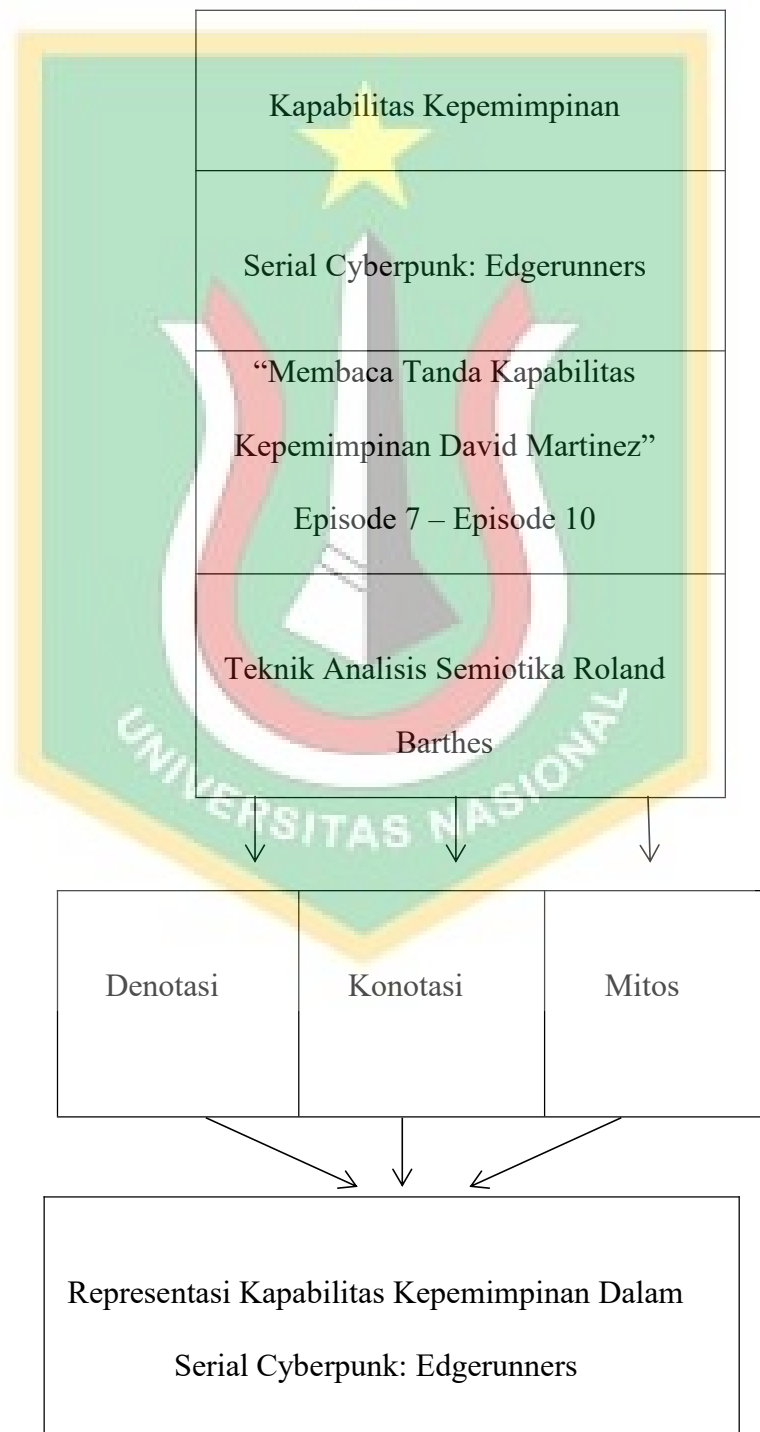 Kapabilitas Kepemimpinan
Serial Cyberpunk: Edgerunners
“Membaca Tanda Kapabilitas
Kepemimpinan David Martinez”
Episode 7 – Episode 10
Teknik Analisis Semiotika Roland
Barthes
UNIVERSITAS NASIONAL
Denotasi
Konotasi
Mitos
Representasi Kapabilitas Kepemimpinan Dalam
Serial Cyberpunk: Edgerunners